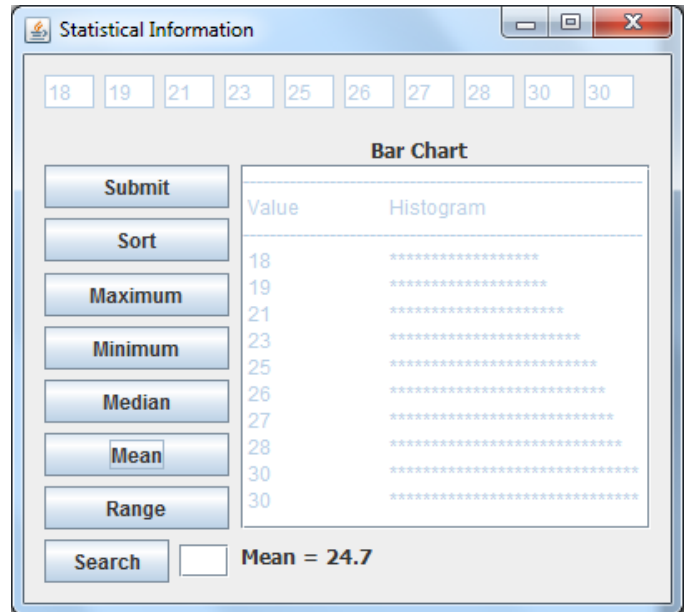 Statistical Information
18 19 21 23 25 26 27 28 30 30
Bar Chart
Submit
Sort
Maximum
Minimum
Median
Mean
Range
Search
Value Histogram
18 ******************
19 *******************
21 *********************
23 ***********************
25 *************************
26 **************************
27 ***************************
28 ****************************
30 ******************************
30 ******************************
Mean = 24.7